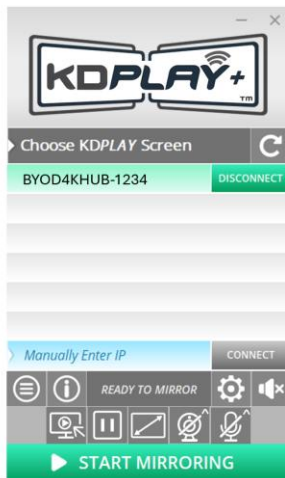 KDPLAY+
TM
Choose KDPLAY Screen
BYOD4KHUB-1234 DISCONNECT
Manually Enter IP CONNECT
READY TO MIRROR
START MIRRORING